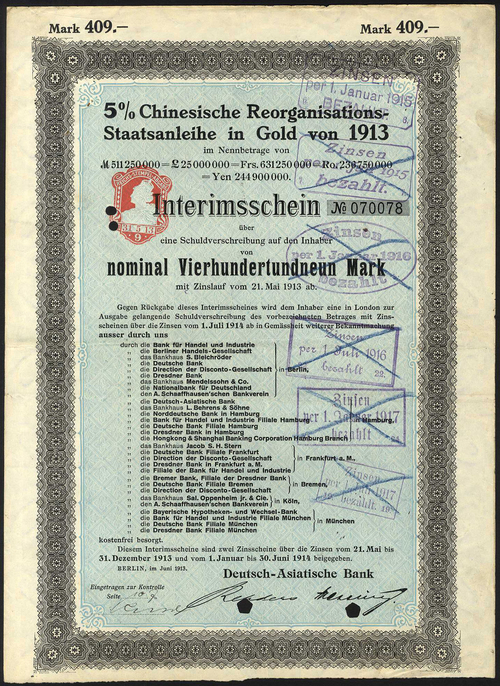 Mark 409.— Mark 409.—
5% Chinesische Reorganisations-
Staatsanleihe in Gold von 1913
im Nennbetrage von
ℳ 511250000 = £ 25000000 = Frs. 631250000 = Ro. 236750000
= Yen 244900000.
Interimsschein № 070078
über
eine Schuldverschreibung auf den Inhaber
von
nominal Vierhundertundneun Mark
mit Zinslauf vom 21. Mai 1913 ab.
Gegen Rückgabe dieses Interimsscheines wird dem Inhaber eine in London zur
Ausgabe gelangende Schuldverschreibung des vorbezeichneten Betrages mit Zins-
scheinen über die Zinsen vom 1. Juli 1914 ab in Gemässheit weiterer Bekanntmachung
ausser durch uns
durch die Bank für Handel und Industrie
„ die Berliner Handels-Gesellschaft
„ das Bankhaus S. Bleichröder
„ die Deutsche Bank
„ die Direction der Disconto-Gesellschaft in Berlin,
„ die Dresdner Bank
„ das Bankhaus Mendelssohn & Co.
„ die Nationalbank für Deutschland
„ den A. Schaaffhausen'schen Bankverein
„ die Deutsch-Asiatische Bank
„ das Bankhaus L. Behrens & Söhne
„ die Norddeutsche Bank in Hamburg
„ die Bank für Handel und Industrie Filiale Hamburg in Hamburg,
„ die Deutsche Bank Filiale Hamburg
„ die Dresdner Bank in Hamburg
„ die Hongkong & Shanghai Banking Corporation Hamburg Branch
„ das Bankhaus Jacob S. H. Stern
„ die Deutsche Bank Filiale Frankfurt
„ die Direction der Disconto-Gesellschaft in Frankfurt a. M.,
„ die Dresdner Bank in Frankfurt a. M.
„ die Filiale der Bank für Handel und Industrie
„ die Bremer Bank, Filiale der Dresdner Bank
„ die Deutsche Bank Filiale Bremen in Bremen,
„ die Direction der Disconto-Gesellschaft
„ das Bankhaus Sal. Oppenheim jr. & Cie. in Köln,
„ den A. Schaaffhausen'schen Bankverein
„ die Bayerische Hypotheken- und Wechsel-Bank
„ die Bank für Handel und Industrie Filiale München in München
„ die Deutsche Bank Filiale München
„ die Dresdner Bank Filiale München
kostenfrei besorgt.
Diesem Interimsscheine sind zwei Zinsscheine über die Zinsen vom 21. Mai bis
31. Dezember 1913 und vom 1. Januar bis 30. Juni 1914 beigegeben.
BERLIN, im Juni 1913.
Deutsch-Asiatische Bank
Eingetragen zur Kontrolle
Seite
ZINSEN
per 1. Januar 1915
BEZAHLT
Zinsen
1915
bezahlt.
Zinsen
per 1. Januar 1916
bezahlt
Zinsen
per 1. Juli 1916
bezahlt 22.
Zinsen
per 1. Januar 1917
bezahlt
Zinsen
per 1. Juli 1917
bezahlt.